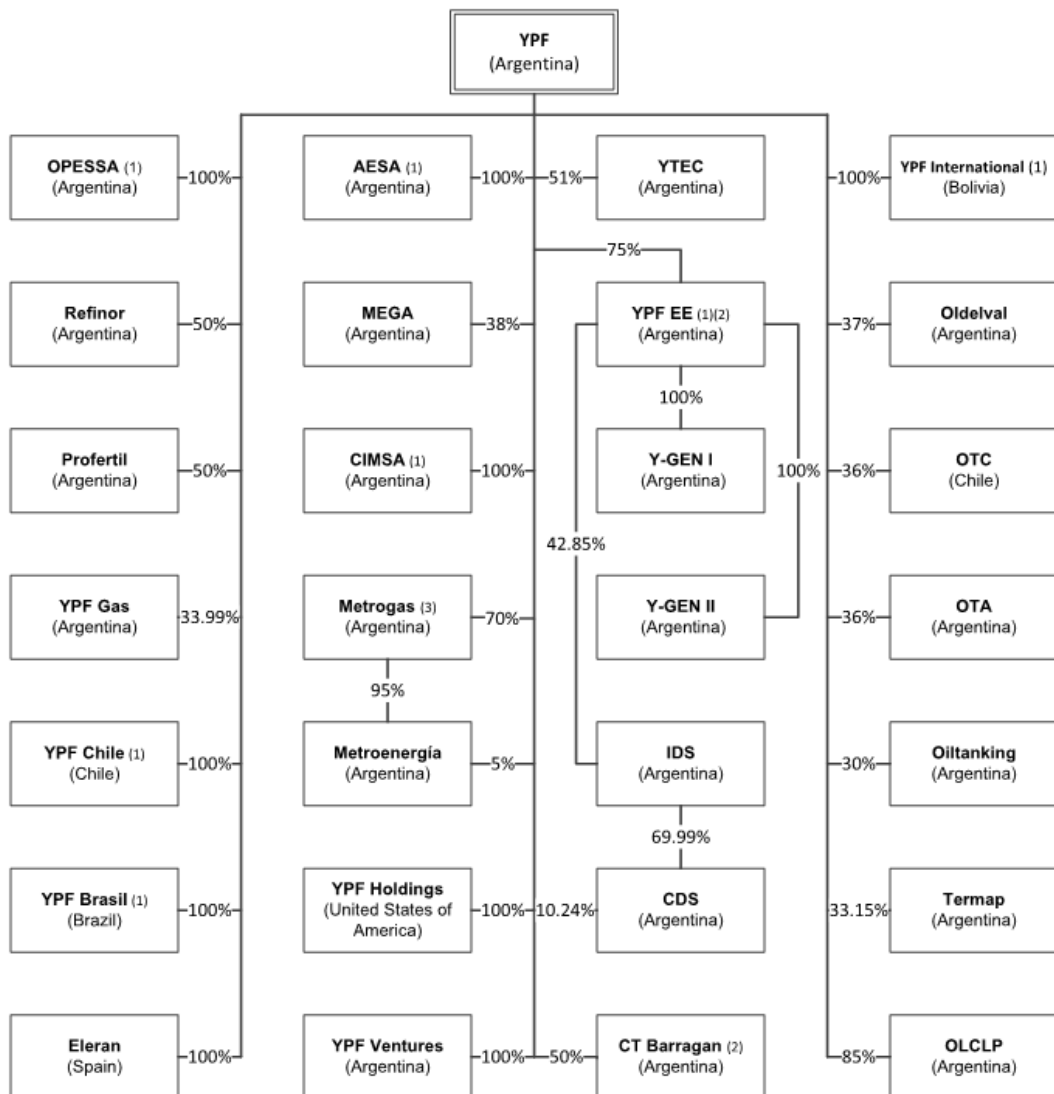 YPF
(Argentina)
OPESSA (1)
(Argentina)
100%
AESA (1)
(Argentina)
100%
51%
YTEC
(Argentina)
100%
YPF International (1)
(Bolivia)
75%
Refinor
(Argentina)
50%
MEGA
(Argentina)
38%
YPF EE (1)(2)
(Argentina)
37%
Oldelval
(Argentina)
100%
Profertil
(Argentina)
50%
CIMSA (1)
(Argentina)
100%
Y-GEN I
(Argentina)
100%
36%
OTC
(Chile)
42.85%
YPF Gas
(Argentina)
33.99%
Metrogas (3)
(Argentina)
70%
Y-GEN II
(Argentina)
36%
OTA
(Argentina)
95%
YPF Chile (1)
(Chile)
100%
Metroenergía
(Argentina)
5%
IDS
(Argentina)
30%
Oiltanking
(Argentina)
69.99%
YPF Brasil (1)
(Brazil)
100%
YPF Holdings
(United States of
America)
100%
10.24%
CDS
(Argentina)
33.15%
Termap
(Argentina)
Eleran
(Spain)
100%
YPF Ventures
(Argentina)
100%
50%
CT Barragan (2)
(Argentina)
85%
OLCLP
(Argentina)